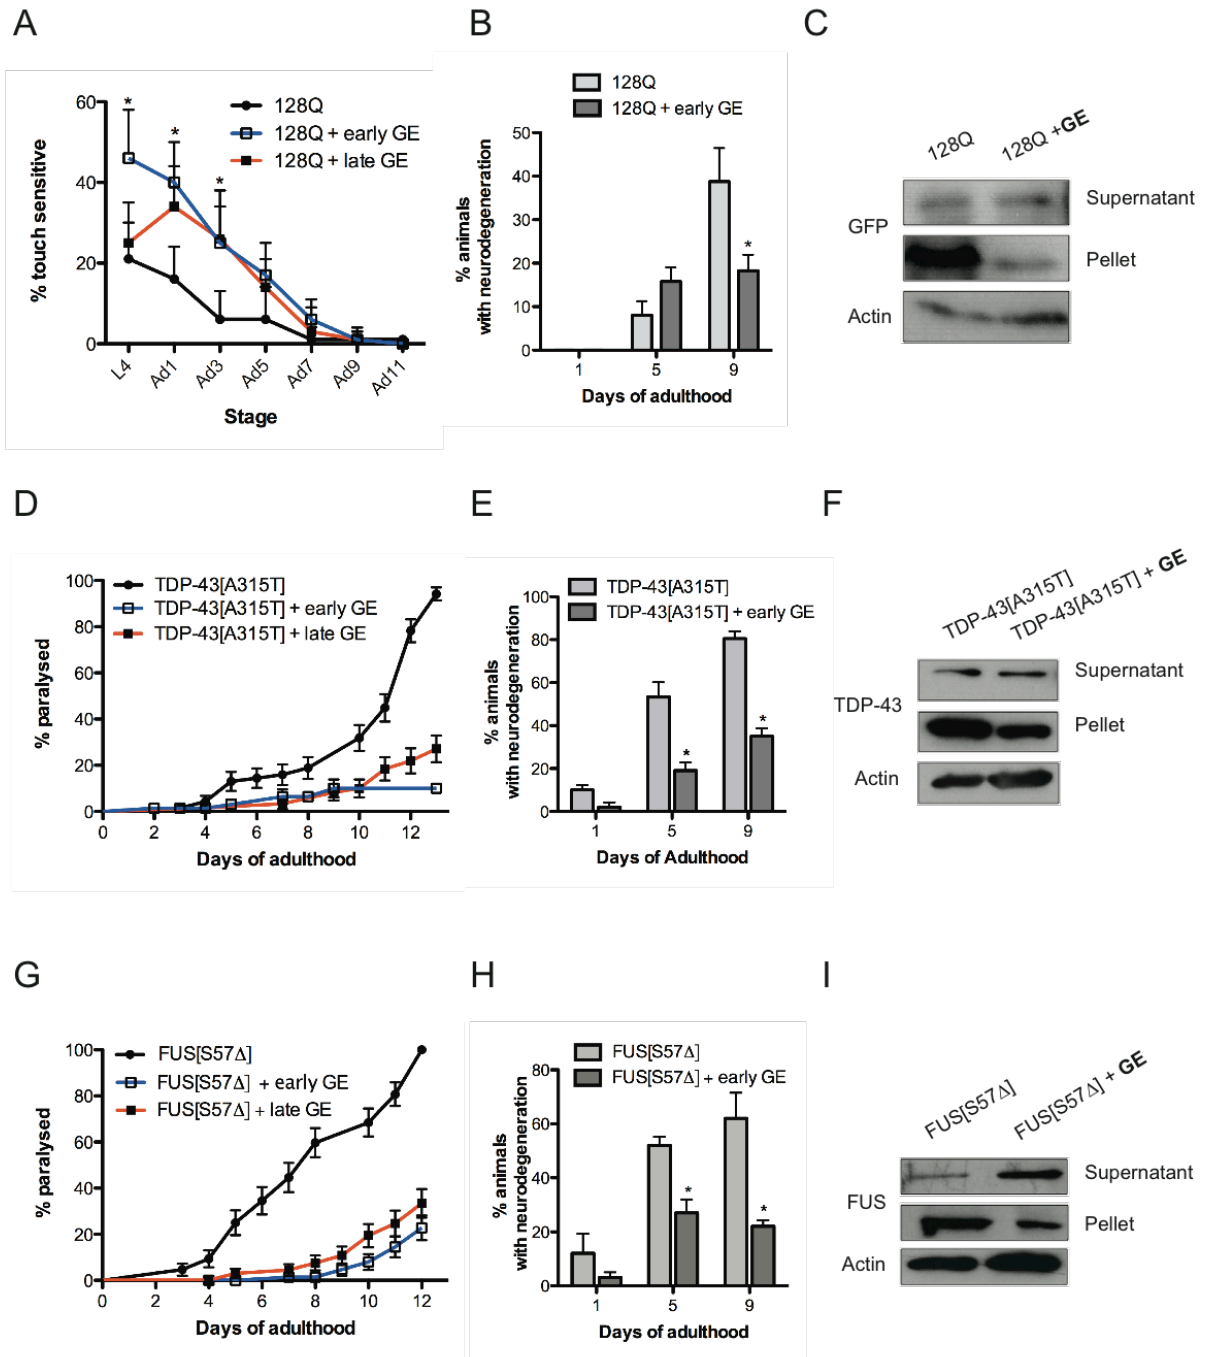 A
B
C
60
40
20
0
% touch sensitive
*
*
*
128Q
128Q + early GE
128Q + late GE
L4
Ad1
Ad3
Ad5
Ad7
Ad9
Ad11
Stage
128Q
128Q + early GE
50
40
30
20
10
0
% animals
with neurodegeneration
*
1
5
9
Days of adulthood
128Q
128Q +GE
GFP
Supernatant
Pellet
Actin
D
E
F
100
80
60
40
20
0
% paralysed
TDP-43[A315T]
TDP-43[A315T] + early GE
TDP-43[A315T] + late GE
0
2
4
6
8
10
12
Days of adulthood
TDP-43[A315T]
TDP-43[A315T] + early GE
100
80
60
40
20
0
% animals
with neurodegeneration
*
*
1
5
9
Days of Adulthood
TDP-43[A315T]
TDP-43[A315T] + GE
TDP-43
Supernatant
Pellet
Actin
G
H
I
100
80
60
40
20
0
% paralysed
FUS[S57Δ]
FUS[S57Δ] + early GE
FUS[S57Δ] + late GE
0
2
4
6
8
10
12
Days of adulthood
FUS[S57Δ]
FUS[S57Δ] + early GE
80
60
40
20
0
% animals
with neurodegeneration
*
*
1
5
9
Days of adulthood
FUS[S57Δ]
FUS[S57Δ] + GE
FUS
Supernatant
Pellet
Actin